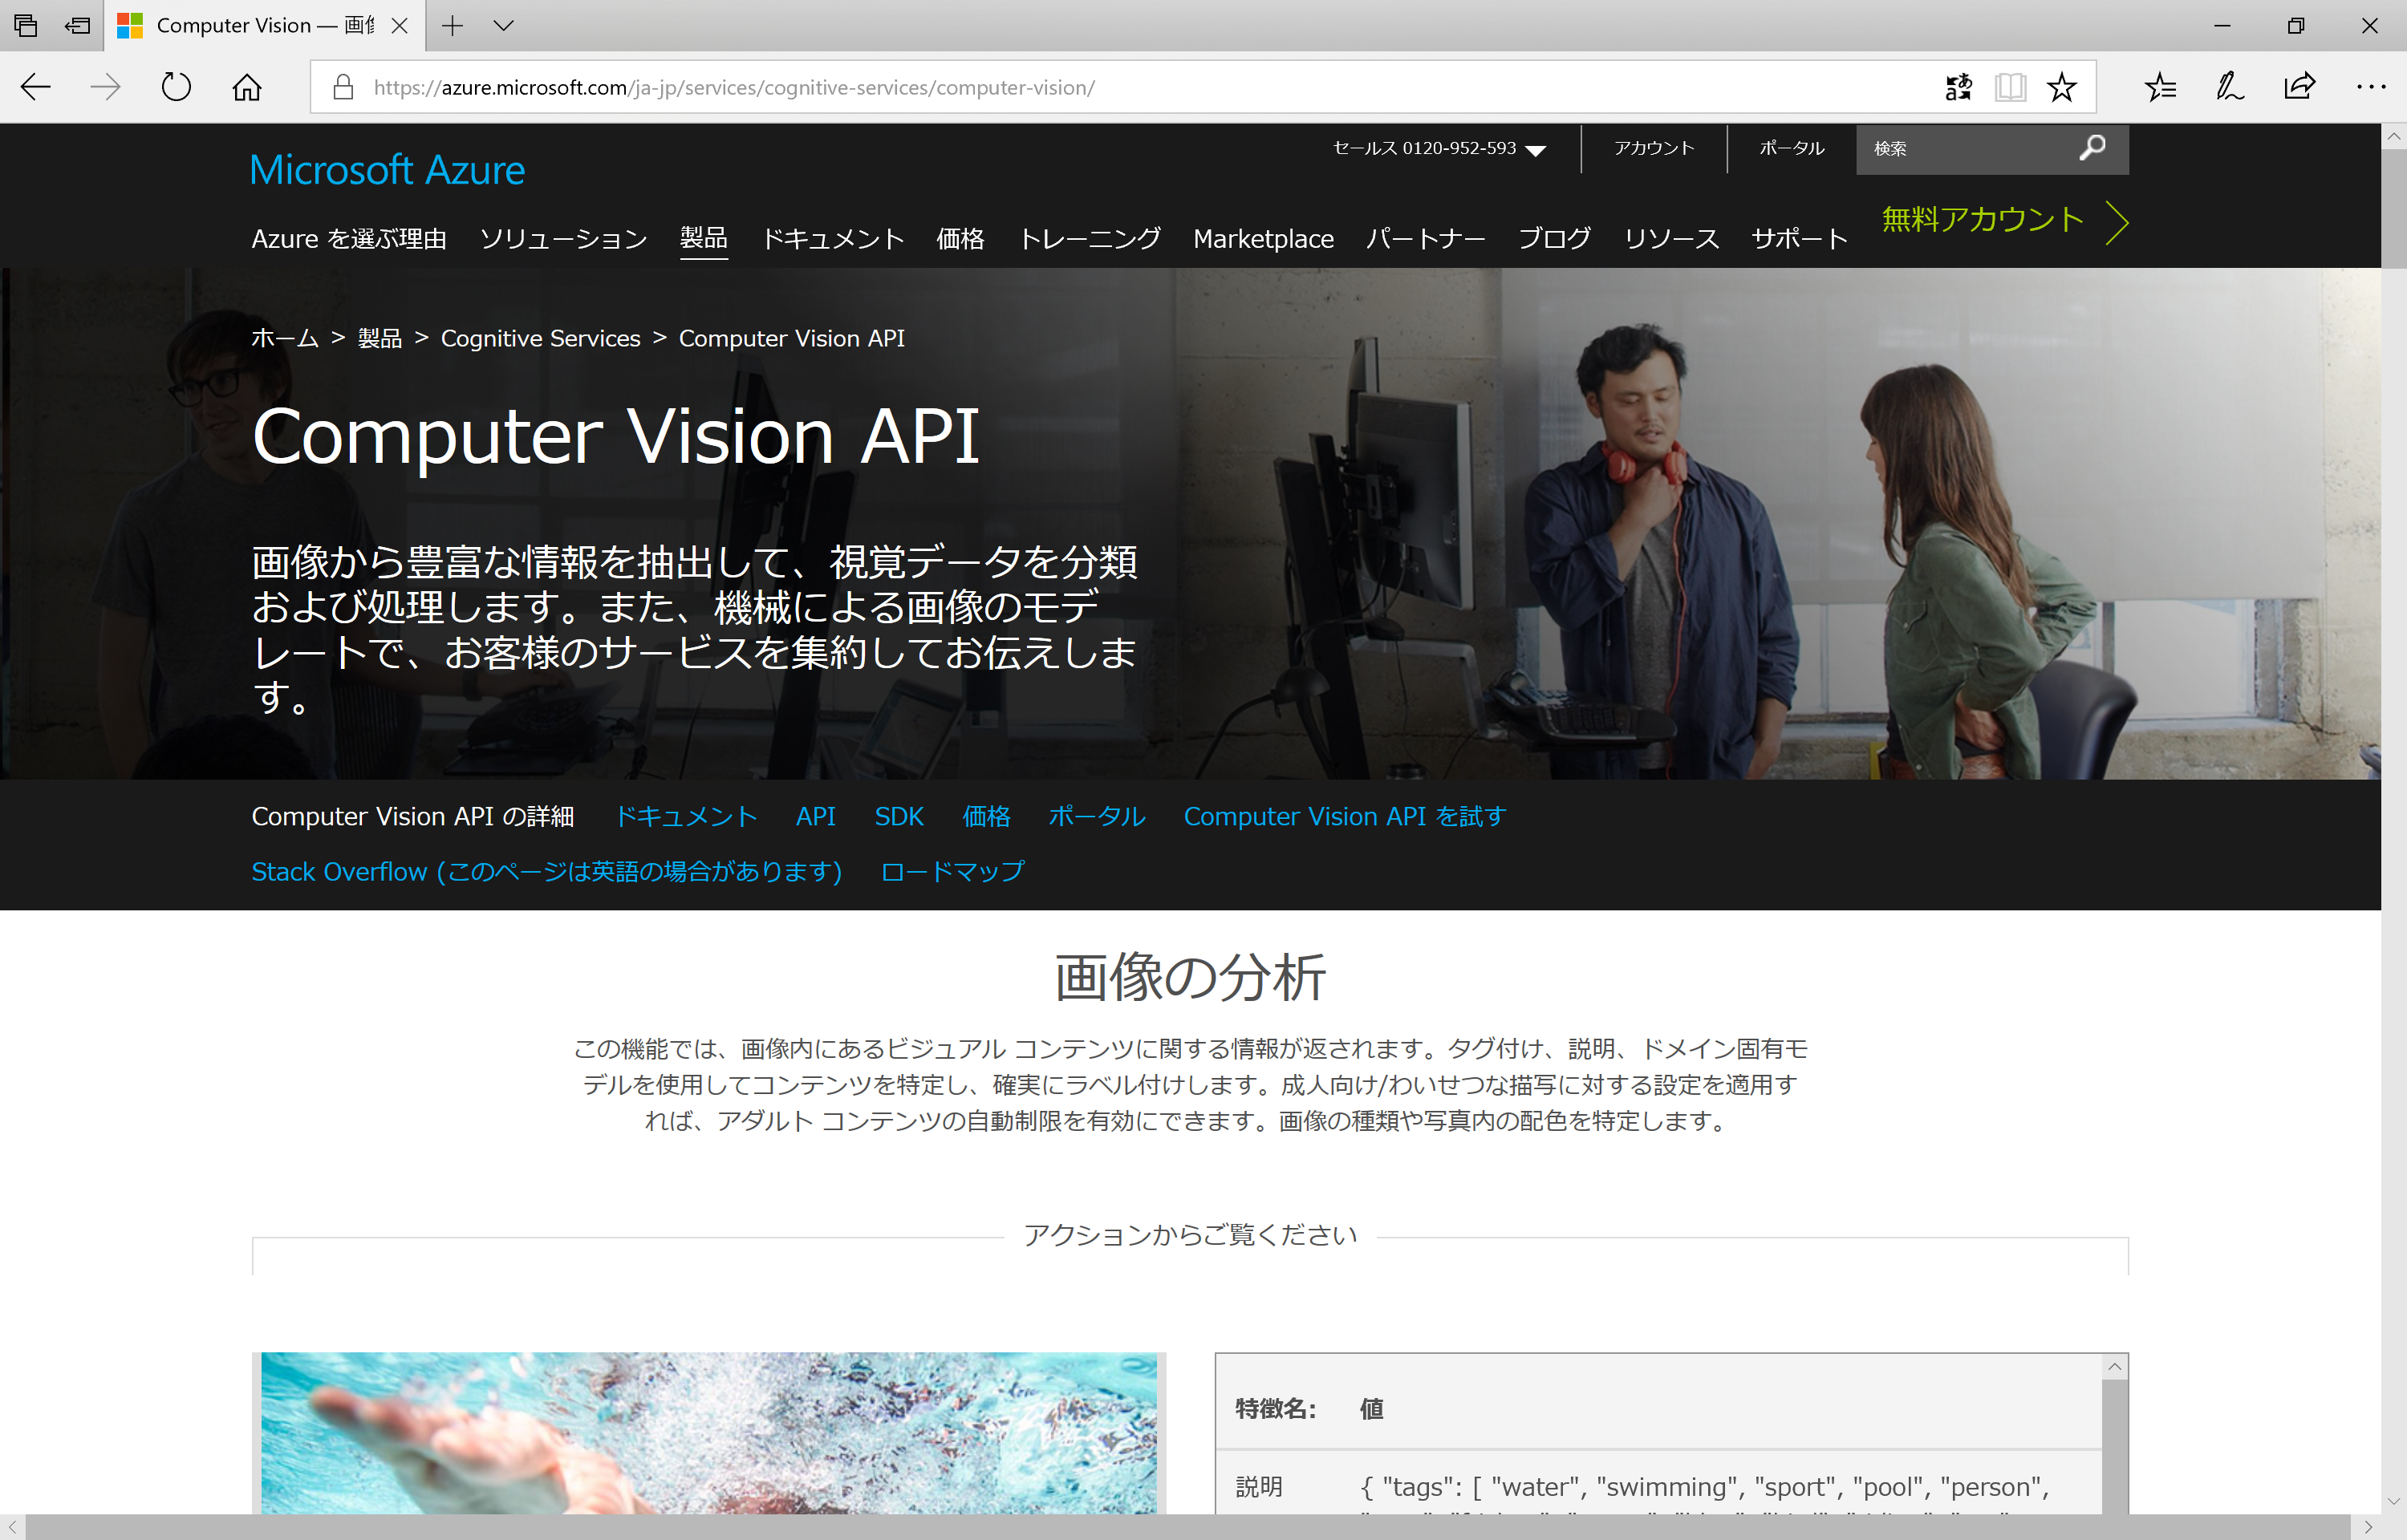 Computer Vision — 画像
https://azure.microsoft.com/ja-jp/services/cognitive-services/computer-vision/
セールス 0120-952-593 アカウント ポータル 検索
Microsoft Azure
無料アカウント
Azure を選ぶ理由 ソリューション 製品 ドキュメント 価格 トレーニング Marketplace パートナー ブログ リソース サポート
ホーム > 製品 > Cognitive Services > Computer Vision API
Computer Vision API
画像から豊富な情報を抽出して、視覚データを分類
および処理します。また、機械による画像のモデ
レートで、お客様のサービスを集約してお伝えしま
す。
Computer Vision API の詳細 ドキュメント API SDK 価格 ポータル Computer Vision API を試す
Stack Overflow (このページは英語の場合があります) ロードマップ
画像の分析
この機能では、画像内にあるビジュアル コンテンツに関する情報が返されます。タグ付け、説明、ドメイン固有モ
デルを使用してコンテンツを特定し、確実にラベル付けします。成人向け/わいせつな描写に対する設定を適用す
れば、アダルト コンテンツの自動制限を有効にできます。画像の種類や写真内の配色を特定します。
アクションからご覧ください
特徴名: 値
説明 { "tags": [ "water", "swimming", "sport", "pool", "person",